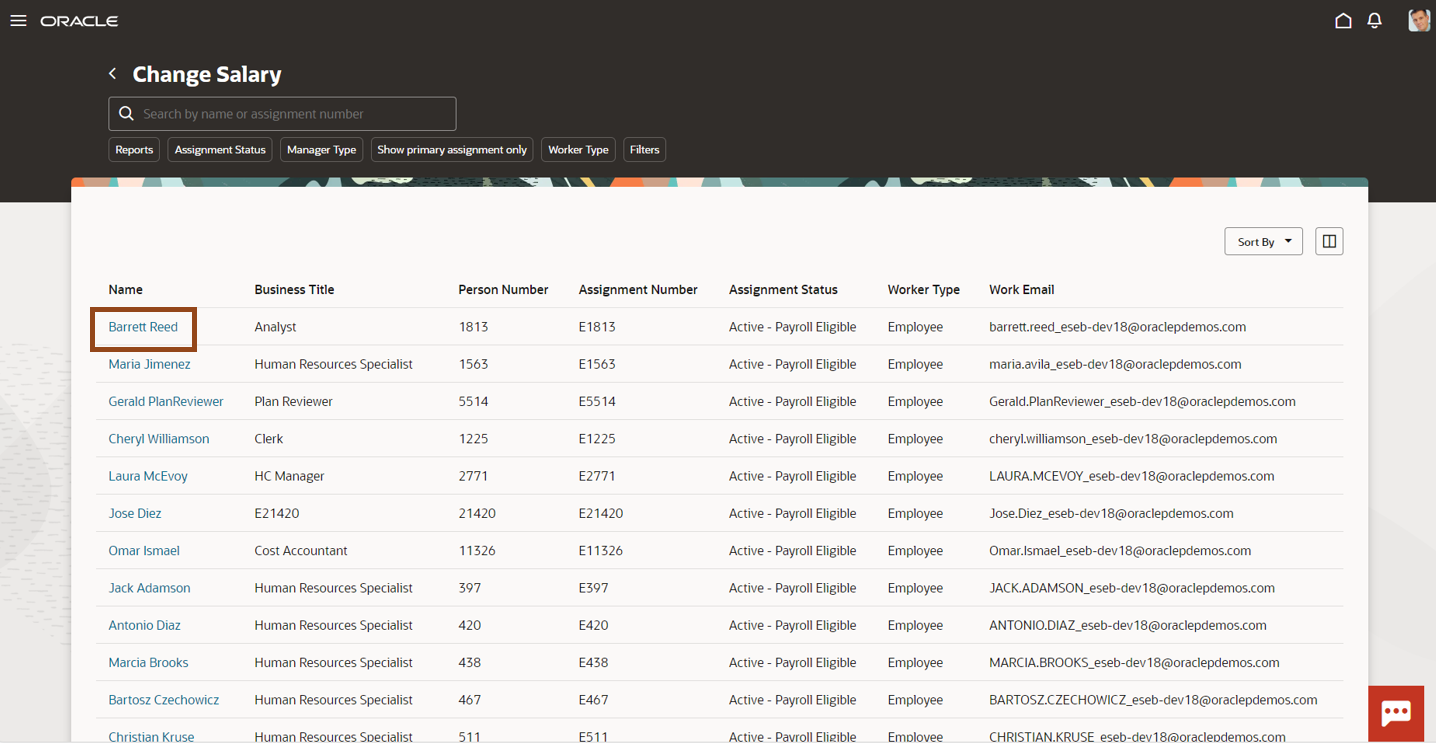 ORACLE
Change Salary
Search by name or assignment number
Reports Assignment Status Manager Type Show primary assignment only Worker Type Filters
Sort By
Name Business Title Person Number Assignment Number Assignment Status Worker Type Work Email
Barrett Reed Analyst 1813 E1813 Active - Payroll Eligible Employee barrett.reed_eseb-dev18@oraclepdemos.com
Maria Jimenez Human Resources Specialist 1563 E1563 Active - Payroll Eligible Employee maria.avila_eseb-dev18@oraclepdemos.com
Gerald PlanReviewer Plan Reviewer 5514 E5514 Active - Payroll Eligible Employee Gerald.PlanReviewer_eseb-dev18@oraclepdemos.com
Cheryl Williamson Clerk 1225 E1225 Active - Payroll Eligible Employee cheryl.williamson_eseb-dev18@oraclepdemos.com
Laura McEvoy HC Manager 2771 E2771 Active - Payroll Eligible Employee LAURA.MCEVOY_eseb-dev18@oraclepdemos.com
Jose Diez E21420 21420 E21420 Active - Payroll Eligible Employee Jose.Diez_eseb-dev18@oraclepdemos.com
Omar Ismael Cost Accountant 11326 E11326 Active - Payroll Eligible Employee Omar.Ismael_eseb-dev18@oraclepdemos.com
Jack Adamson Human Resources Specialist 397 E397 Active - Payroll Eligible Employee JACK.ADAMSON_eseb-dev18@oraclepdemos.com
Antonio Diaz Human Resources Specialist 420 E420 Active - Payroll Eligible Employee ANTONIO.DIAZ_eseb-dev18@oraclepdemos.com
Marcia Brooks Human Resources Specialist 438 E438 Active - Payroll Eligible Employee MARCIA.BROOKS_eseb-dev18@oraclepdemos.com
Bartosz Czechowicz Human Resources Specialist 467 E467 Active - Payroll Eligible Employee BARTOSZ.CZECHOWICZ_eseb-dev18@oraclepdemos.com
Christian Kruse Human Resources Specialist 511 E511 Active - Payroll Eligible Employee CHRISTIAN.KRUSE_eseb-dev18@oraclepdemos.com